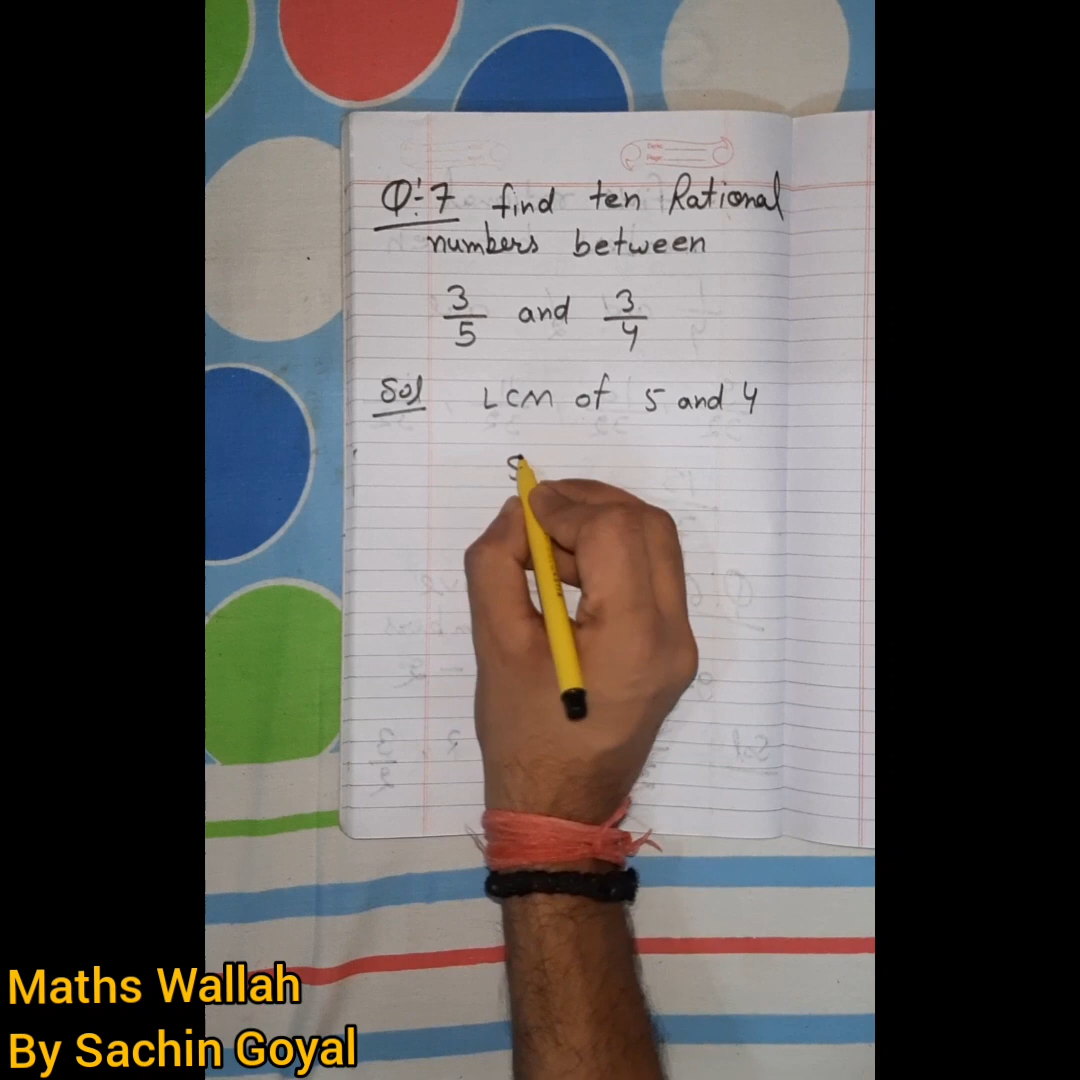 Q:-7 find ten Rational
numbers between
3/5 and 3/4
Sol LCM of 5 and 4
5
Maths Wallah
By Sachin Goyal